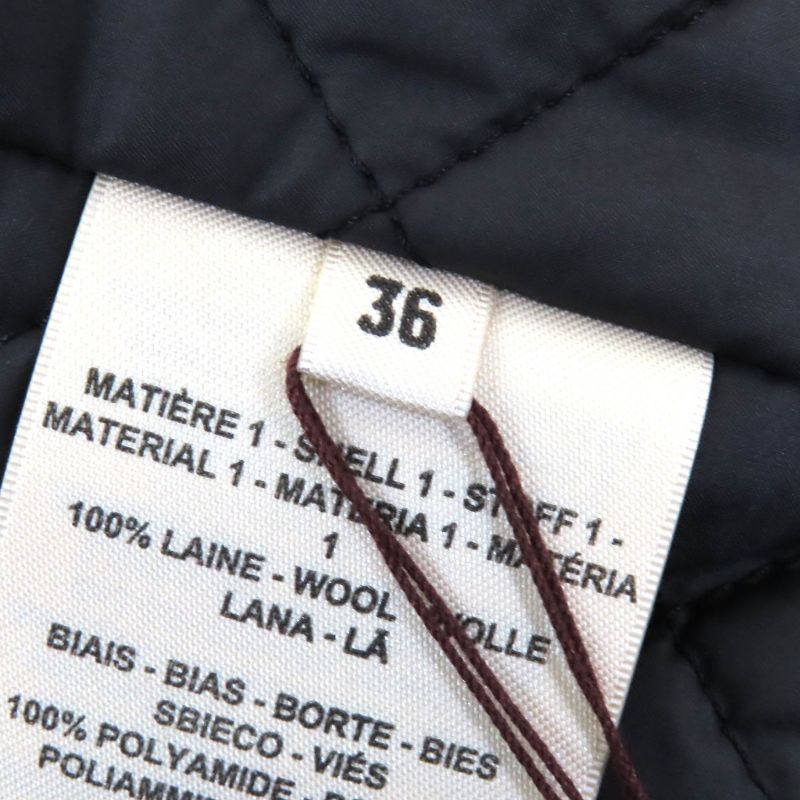 36
MATIÈRE 1 - SHELL 1 - STOFF 1 -
MATERIAL 1 - MATERIA 1 - MATÉRIA
1
100% LAINE - WOOL - WOLLE
LANA - LÃ
BIAIS - BIAS - BORTE - BIES
SBIECO - VIÉS
100% POLYAMIDE -